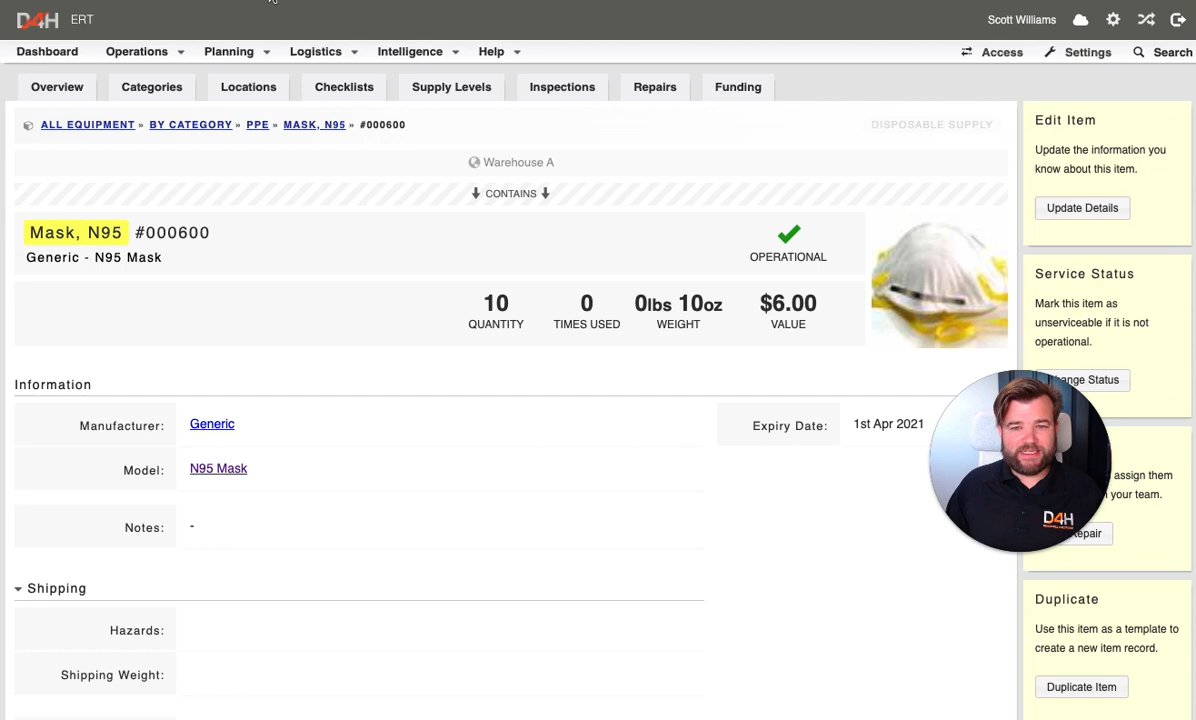 D4H ERT
Scott Williams
Dashboard Operations Planning Logistics Intelligence Help Access Settings Search
Overview Categories Locations Checklists Supply Levels Inspections Repairs Funding
ALL EQUIPMENT » BY CATEGORY » PPE » MASK, N95 » #000600
DISPOSABLE SUPPLY
Warehouse A
CONTAINS
Mask, N95 #000600
Generic - N95 Mask
OPERATIONAL
10 0 0lbs 10oz $6.00
QUANTITY TIMES USED WEIGHT VALUE
Information
Manufacturer: Generic
Expiry Date: 1st Apr 2021
Model: N95 Mask
Notes: -
Shipping
Hazards:
Shipping Weight:
Edit Item
Update the information you
know about this item.
Update Details
Service Status
Mark this item as
unserviceable if it is not
operational.
Status
assign them
your team.
D4H
Duplicate
Use this item as a template to
create a new item record.
Duplicate Item